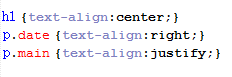 h1 {text-align:center;}
p.date {text-align:right;}
p.main {text-align:justify;}